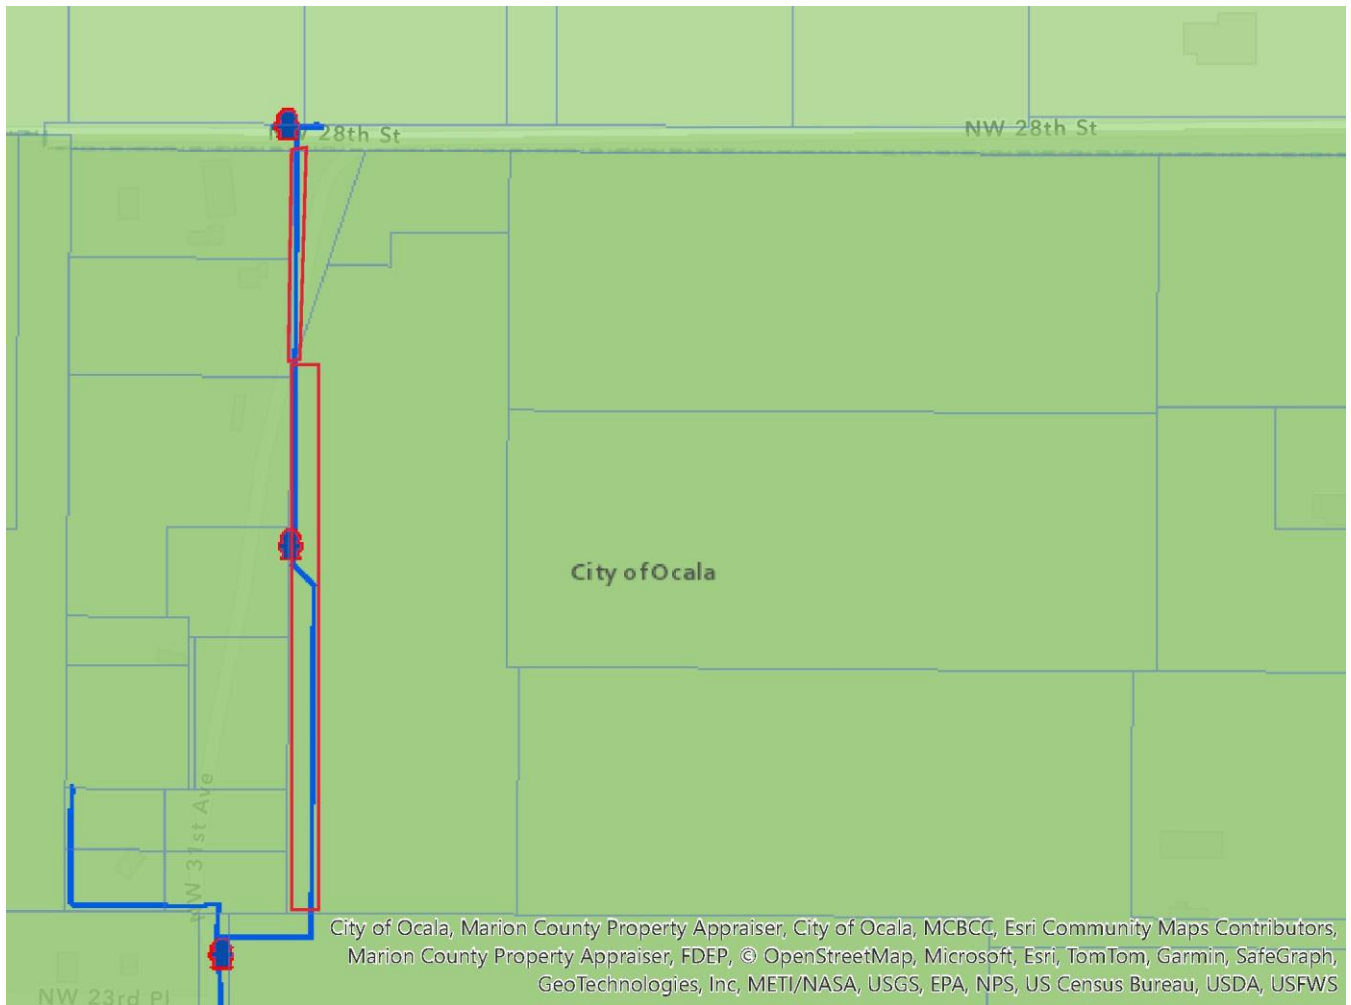 NW 28th St
NW 28th St
City of Ocala
NW 31st Ave
City of Ocala, Marion County Property Appraiser, City of Ocala, MCBCC, Esri Community Maps Contributors,
Marion County Property Appraiser, FDEP, © OpenStreetMap, Microsoft, Esri, TomTom, Garmin, SafeGraph,
GeoTechnologies, Inc, METI/NASA, USGS, EPA, NPS, US Census Bureau, USDA, USFWS
NW 23rd Pl